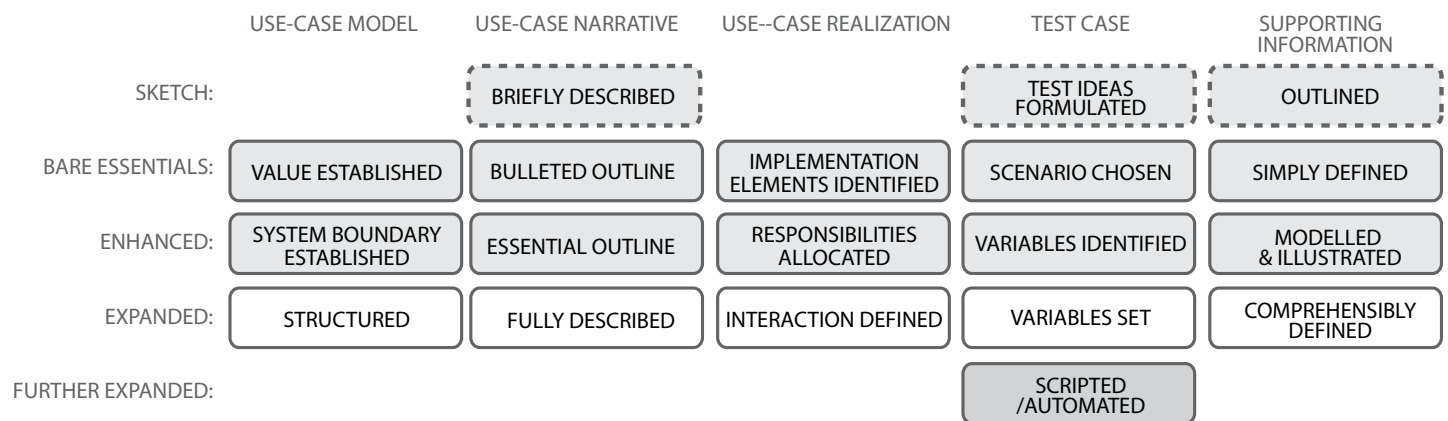 USE-CASE MODEL USE-CASE NARRATIVE USE--CASE REALIZATION TEST CASE SUPPORTING
INFORMATION
SKETCH: BRIEFLY DESCRIBED TEST IDEAS
FORMULATED OUTLINED
BARE ESSENTIALS: VALUE ESTABLISHED BULLETED OUTLINE IMPLEMENTATION
ELEMENTS IDENTIFIED SCENARIO CHOSEN SIMPLY DEFINED
ENHANCED: SYSTEM BOUNDARY
ESTABLISHED ESSENTIAL OUTLINE RESPONSIBILITIES
ALLOCATED VARIABLES IDENTIFIED MODELLED
& ILLUSTRATED
EXPANDED: STRUCTURED FULLY DESCRIBED INTERACTION DEFINED VARIABLES SET COMPREHENSIBLY
DEFINED
FURTHER EXPANDED: SCRIPTED
/AUTOMATED